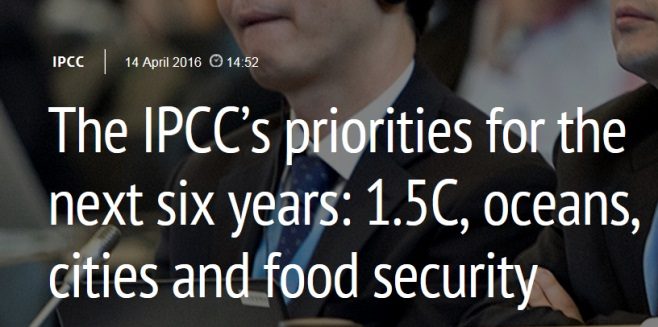 IPCC | 14 April 2016 14:52
The IPCC’s priorities for the
next six years: 1.5C, oceans,
cities and food security